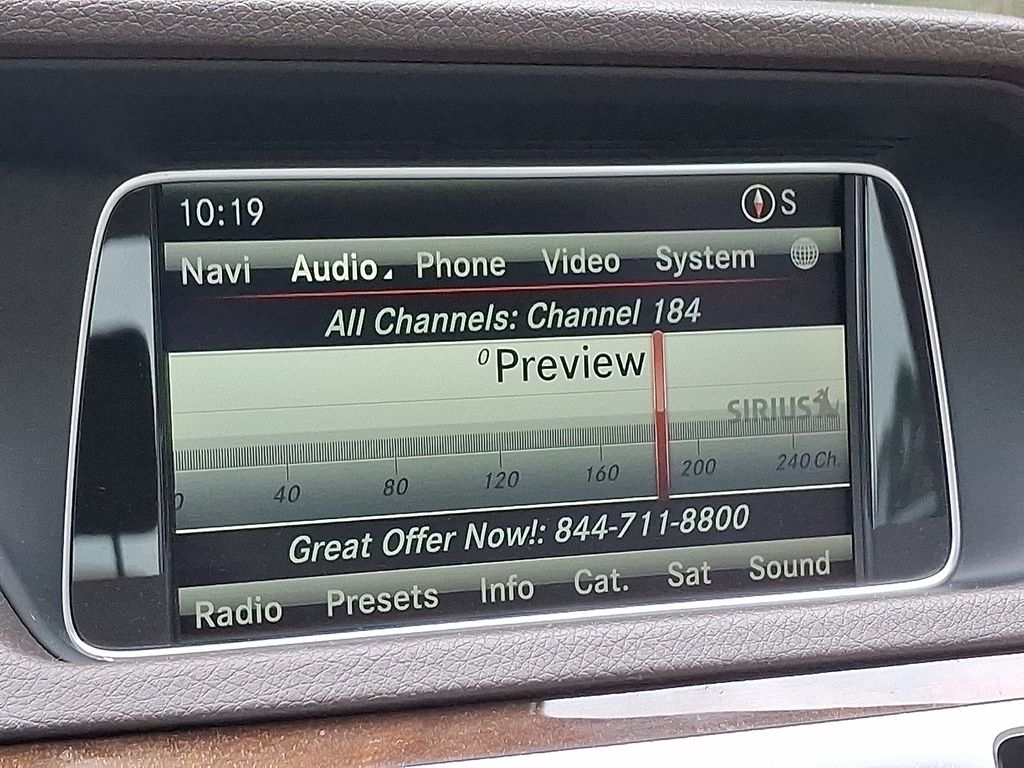 10:19 S
Navi Audio Phone Video System
All Channels: Channel 184
0 Preview
SIRIUS
0 40 80 120 160 200 240 Ch.
Great Offer Now!: 844-711-8800
Radio Presets Info Cat. Sat Sound